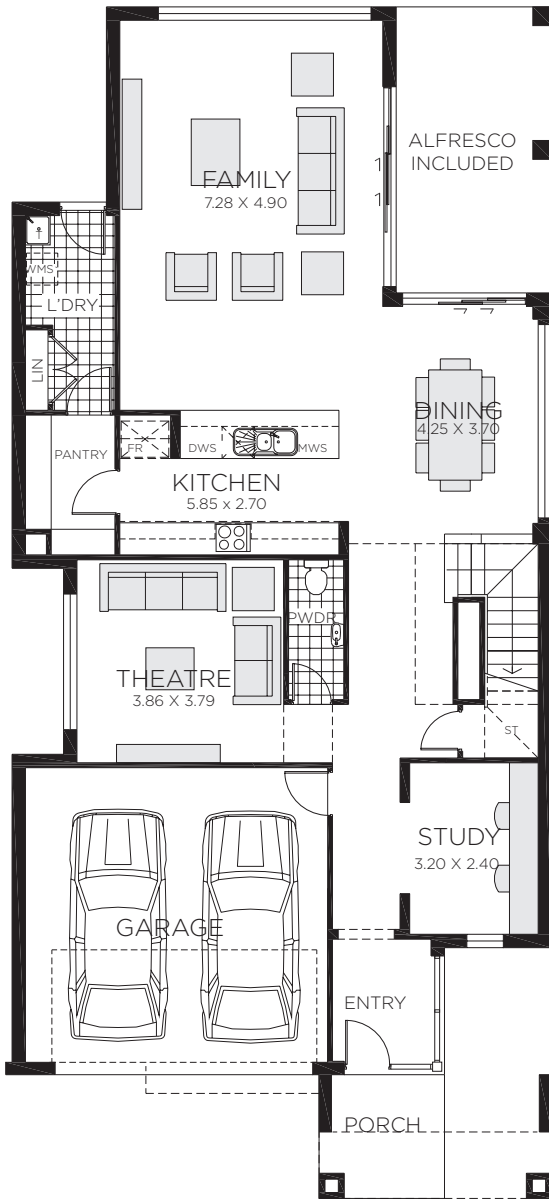 ALFRESCO
INCLUDED
FAMILY
7.28 X 4.90
WMS
L'DRY
LIN
DINING
4.25 X 3.70
PANTRY
FR
DWS
MWS
KITCHEN
5.85 x 2.70
PWDR
THEATRE
3.86 X 3.79
ST
STUDY
3.20 X 2.40
GARAGE
ENTRY
PORCH